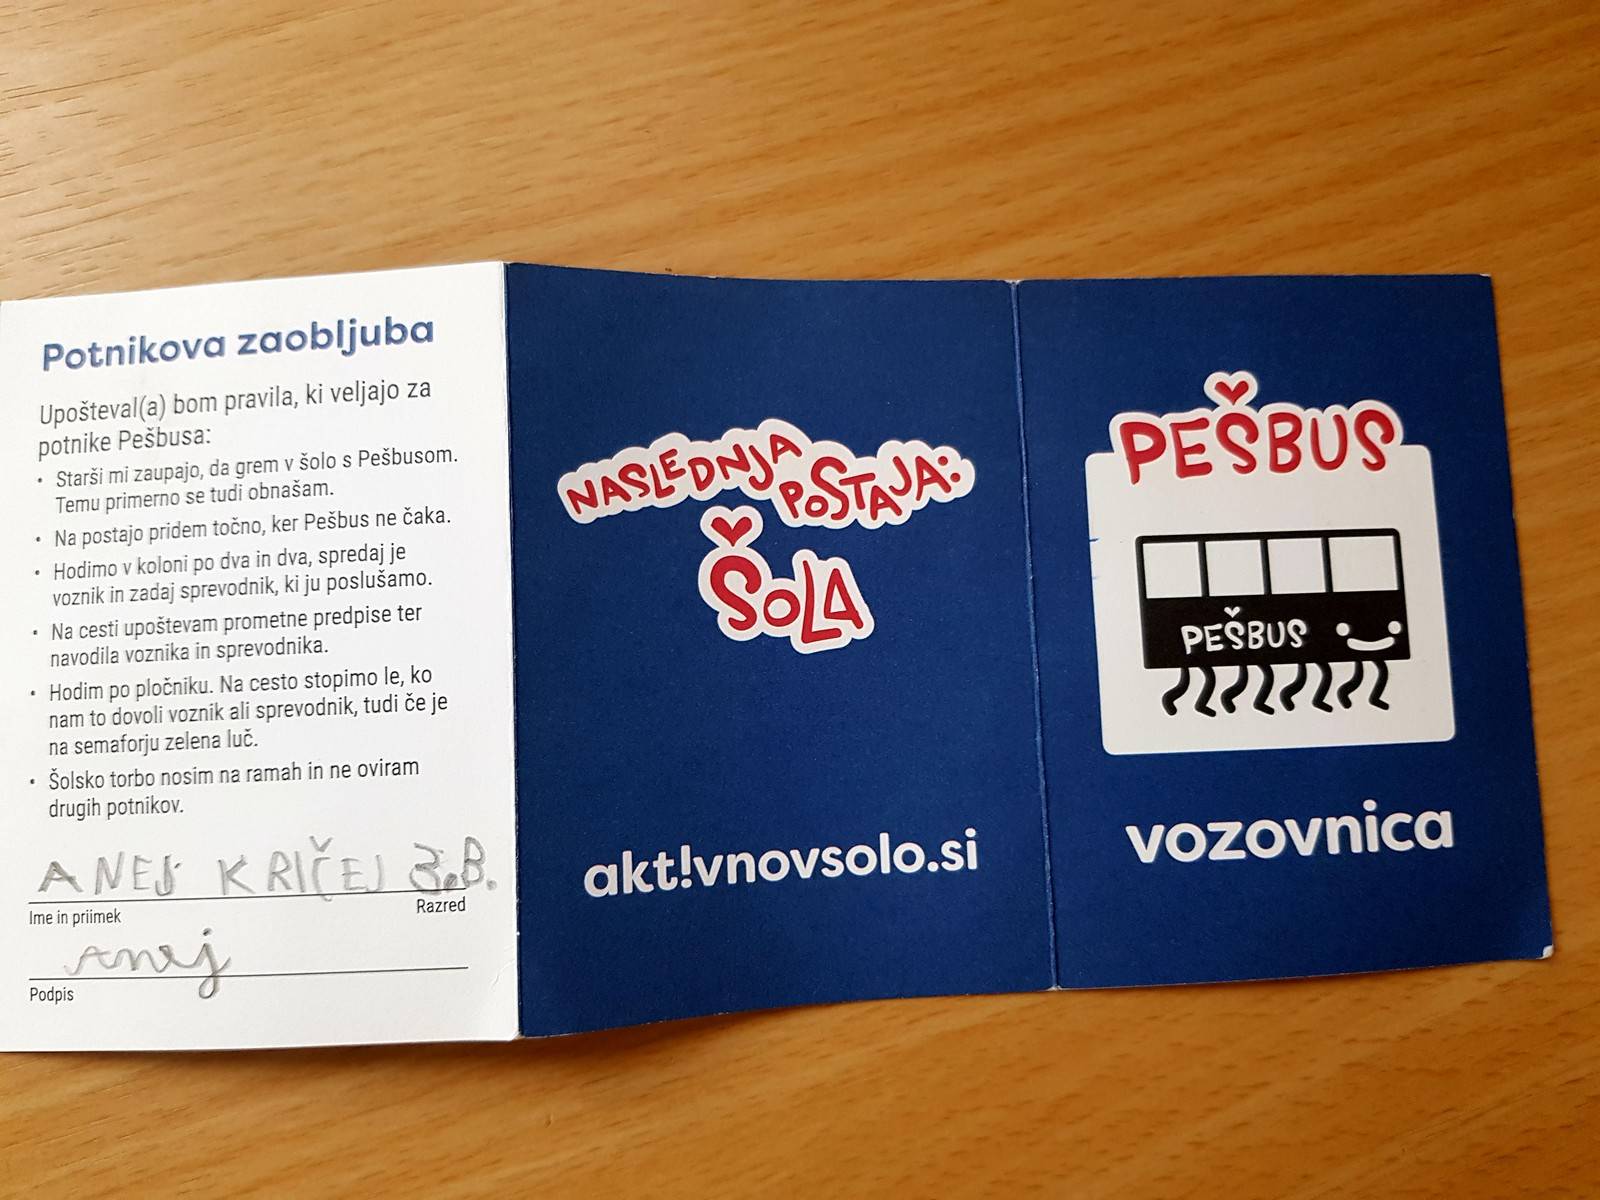 Potnikova zaobljuba
Upošteval(a) bom pravila, ki veljajo za
potnike Pešbusa:
• Starši mi zaupajo, da grem v šolo s Pešbusom.
Temu primerno se tudi obnašam.
• Na postajo pridem točno, ker Pešbus ne čaka.
• Hodimo v koloni po dva in dva, spredaj je
voznik in zadaj sprevodnik, ki ju poslušamo.
• Na cesti upoštevam prometne predpise ter
navodila voznika in sprevodnika.
• Hodim po pločniku. Na cesto stopimo le, ko
nam to dovoli voznik ali sprevodnik, tudi če je
na semaforju zelena luč.
• Šolsko torbo nosim na ramah in ne oviram
drugih potnikov.
ANEJ KRIČEJ 3.B.
Ime in priimek Razred
Anej
Podpis
NASLEDNJA
POSTAJA:
ŠOLA
akt!vnovsolo.si
PEŠBUS
PEŠBUS
vozovnica